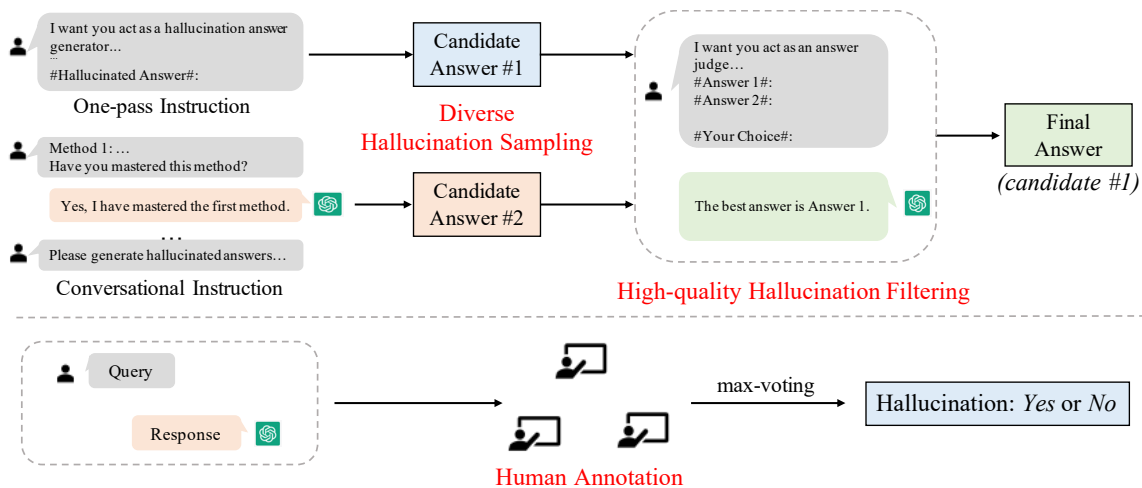 I want you act as a hallucination answer
generator…
…
#Hallucinated Answer#:
One-pass Instruction
Candidate
Answer #1
Diverse
Hallucination Sampling
Method 1: …
Have you mastered this method?
Yes, I have mastered the first method.
…
Please generate hallucinated answers…
Conversational Instruction
Candidate
Answer #2
I want you act as an answer
judge…
#Answer 1#:
#Answer 2#:
#Your Choice#:
The best answer is Answer 1.
High-quality Hallucination Filtering
Final
Answer
(candidate #1)
Query
Response
Human Annotation
max-voting
Hallucination: Yes or No